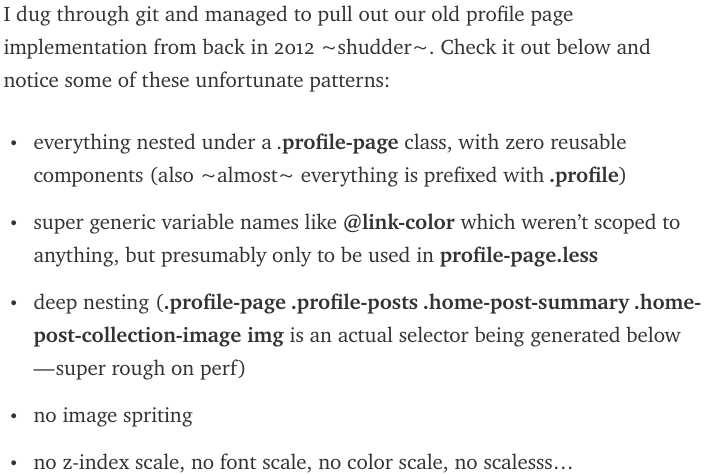 I dug through git and managed to pull out our old profile page
implementation from back in 2012 ~shudder~. Check it out below and
notice some of these unfortunate patterns:
• everything nested under a .profile-page class, with zero reusable
components (also ~almost~ everything is prefixed with .profile)
• super generic variable names like @link-color which weren’t scoped to
anything, but presumably only to be used in profile-page.less
• deep nesting (.profile-page .profile-posts .home-post-summary .home-
post-collection-image img is an actual selector being generated below
—super rough on perf)
• no image spriting
• no z-index scale, no font scale, no color scale, no scalesss…